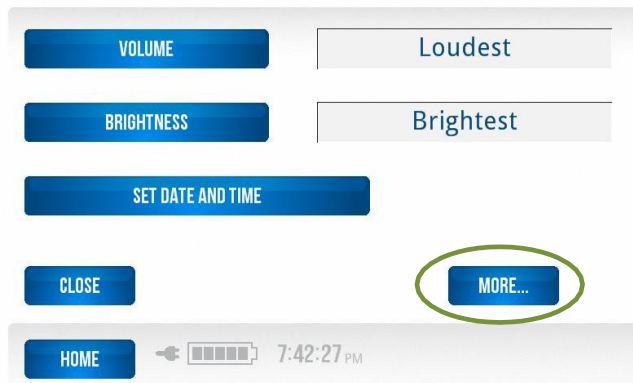 VOLUME Loudest
BRIGHTNESS Brightest
SET DATE AND TIME
CLOSE MORE...
HOME 7:42:27 PM